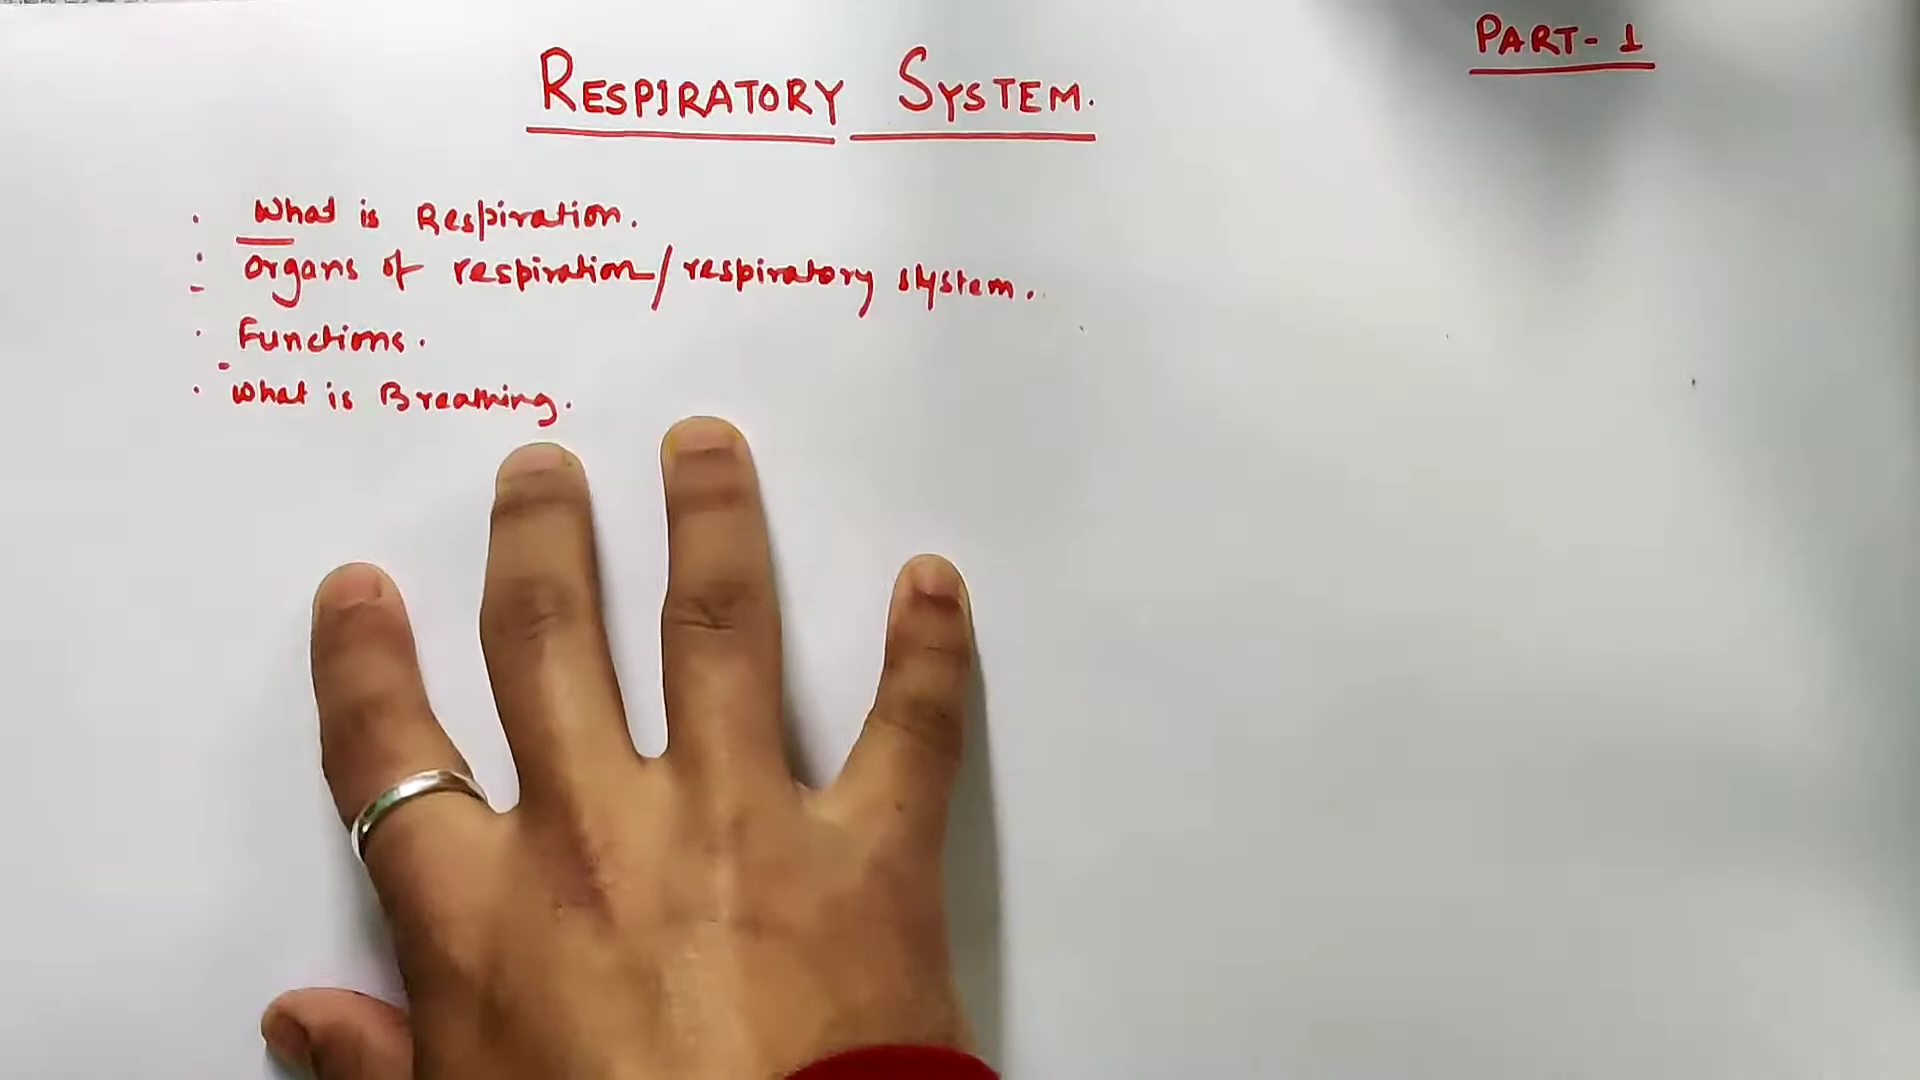 PART-1
RESPIRATORY SYSTEM.
· What is Respiration.
· organs of respiration/respiratory system.
· Functions.
· What is Breathing.